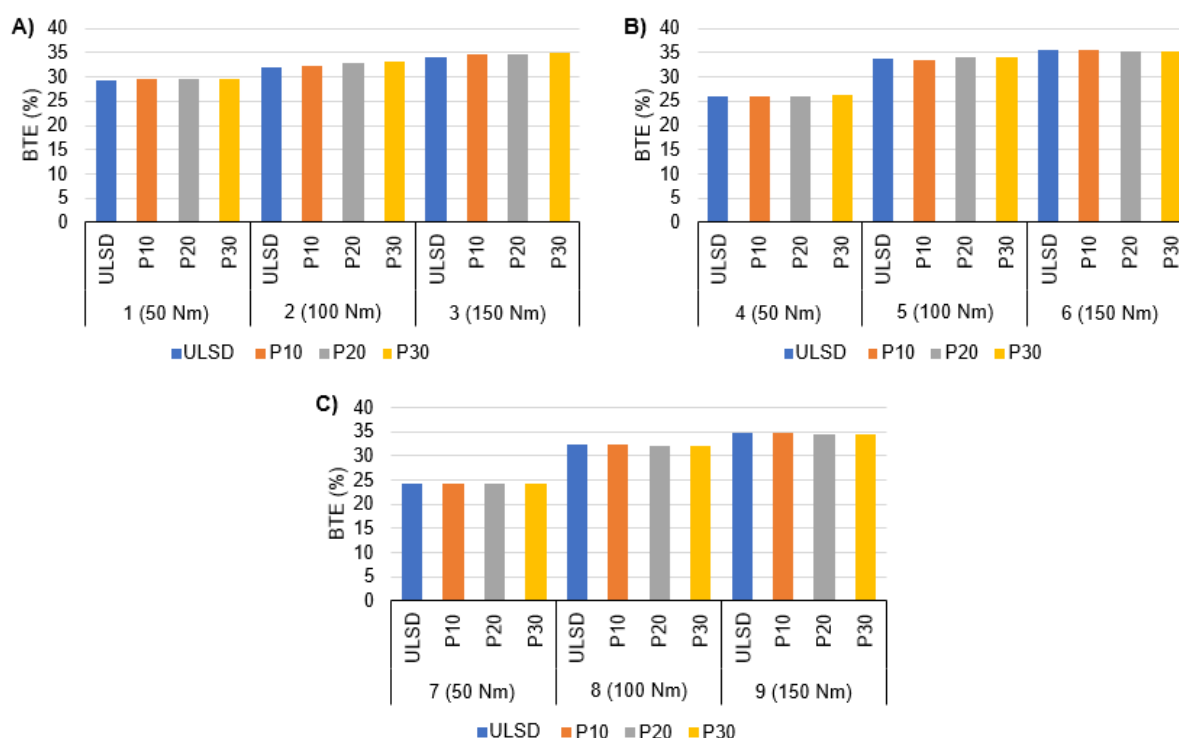 A)
BTE (%)
40
35
30
25
20
15
10
5
0
ULSD P10 P20 P30 ULSD P10 P20 P30 ULSD P10 P20 P30
1 (50 Nm) 2 (100 Nm) 3 (150 Nm)
ULSD P10 P20 P30
B)
BTE (%)
40
35
30
25
20
15
10
5
0
ULSD P10 P20 P30 ULSD P10 P20 P30 ULSD P10 P20 P30
4 (50 Nm) 5 (100 Nm) 6 (150 Nm)
ULSD P10 P20 P30
C)
BTE (%)
40
35
30
25
20
15
10
5
0
ULSD P10 P20 P30 ULSD P10 P20 P30 ULSD P10 P20 P30
7 (50 Nm) 8 (100 Nm) 9 (150 Nm)
ULSD P10 P20 P30